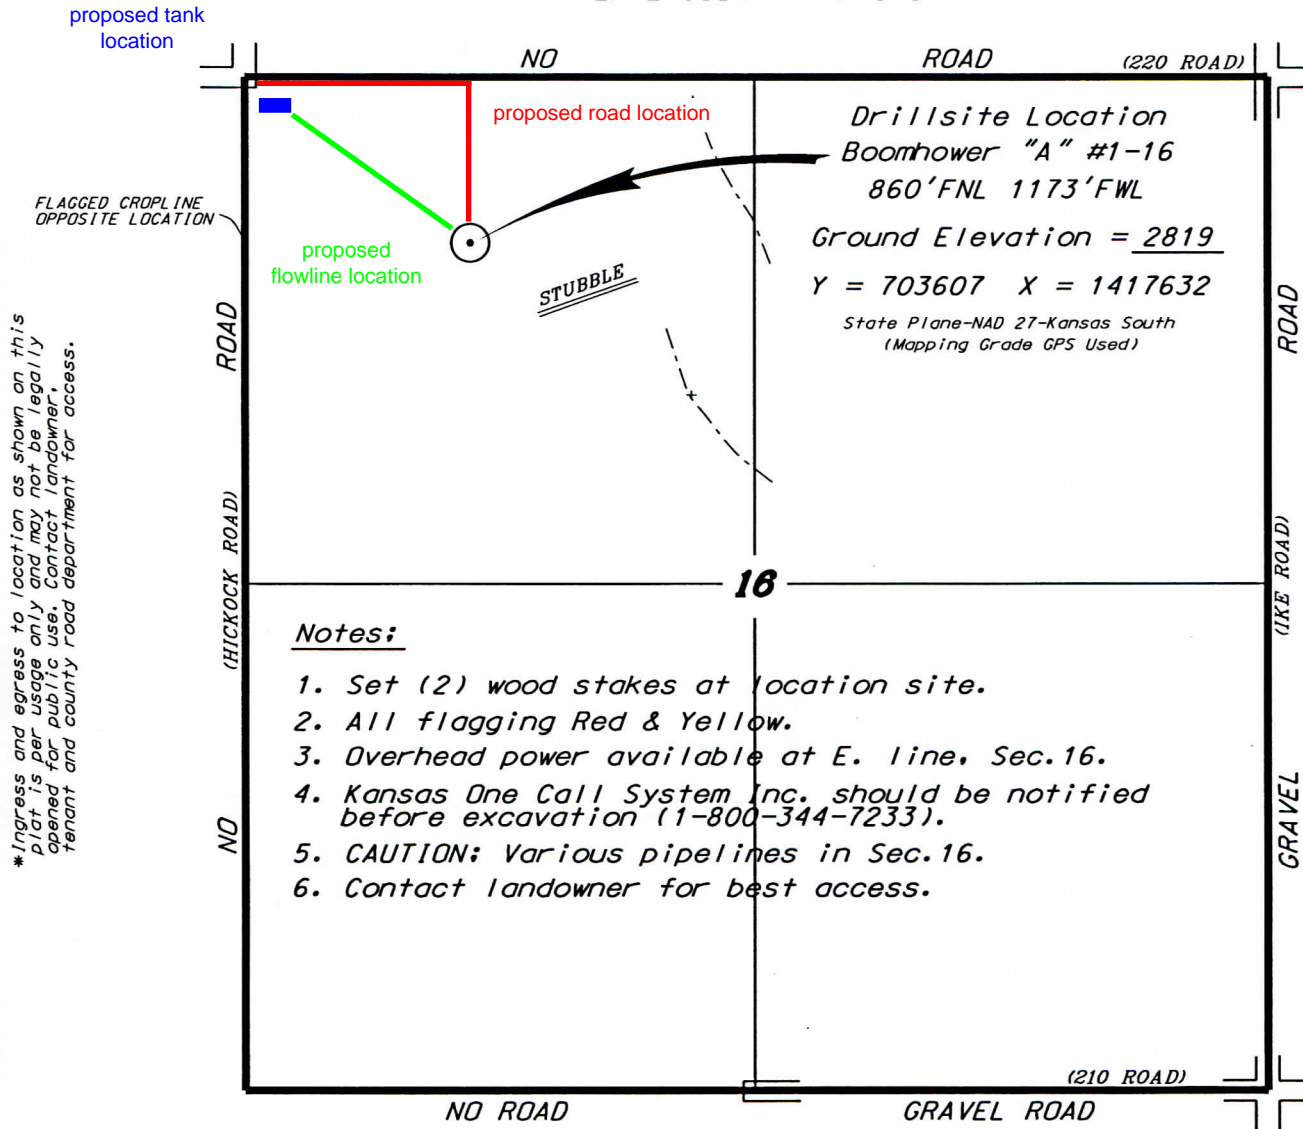 proposed tank
location
NO ROAD (220 ROAD)
proposed road location
Drillsite Location
Boomhower "A" #1-16
860'FNL 1173'FWL
Ground Elevation = 2819
Y = 703607 X = 1417632
State Plane-NAD 27-Kansas South
(Mapping Grade GPS Used)
FLAGGED CROPLINE
OPPOSITE LOCATION
proposed
flowline location
STUBBLE
ROAD
(HICKOCK ROAD)
NO
*Ingress and egress to location as shown on this
plat is per usage only and may not be legally
opened for public use. Contact landowner,
tenant and county road department for access.
ROAD
(IKE ROAD)
GRAVEL
16
Notes:
1. Set (2) wood stakes at location site.
2. All flagging Red & Yellow.
3. Overhead power available at E. line, Sec.16.
4. Kansas One Call System Inc. should be notified
before excavation (1-800-344-7233).
5. CAUTION: Various pipelines in Sec.16.
6. Contact landowner for best access.
(210 ROAD)
NO ROAD
GRAVEL ROAD